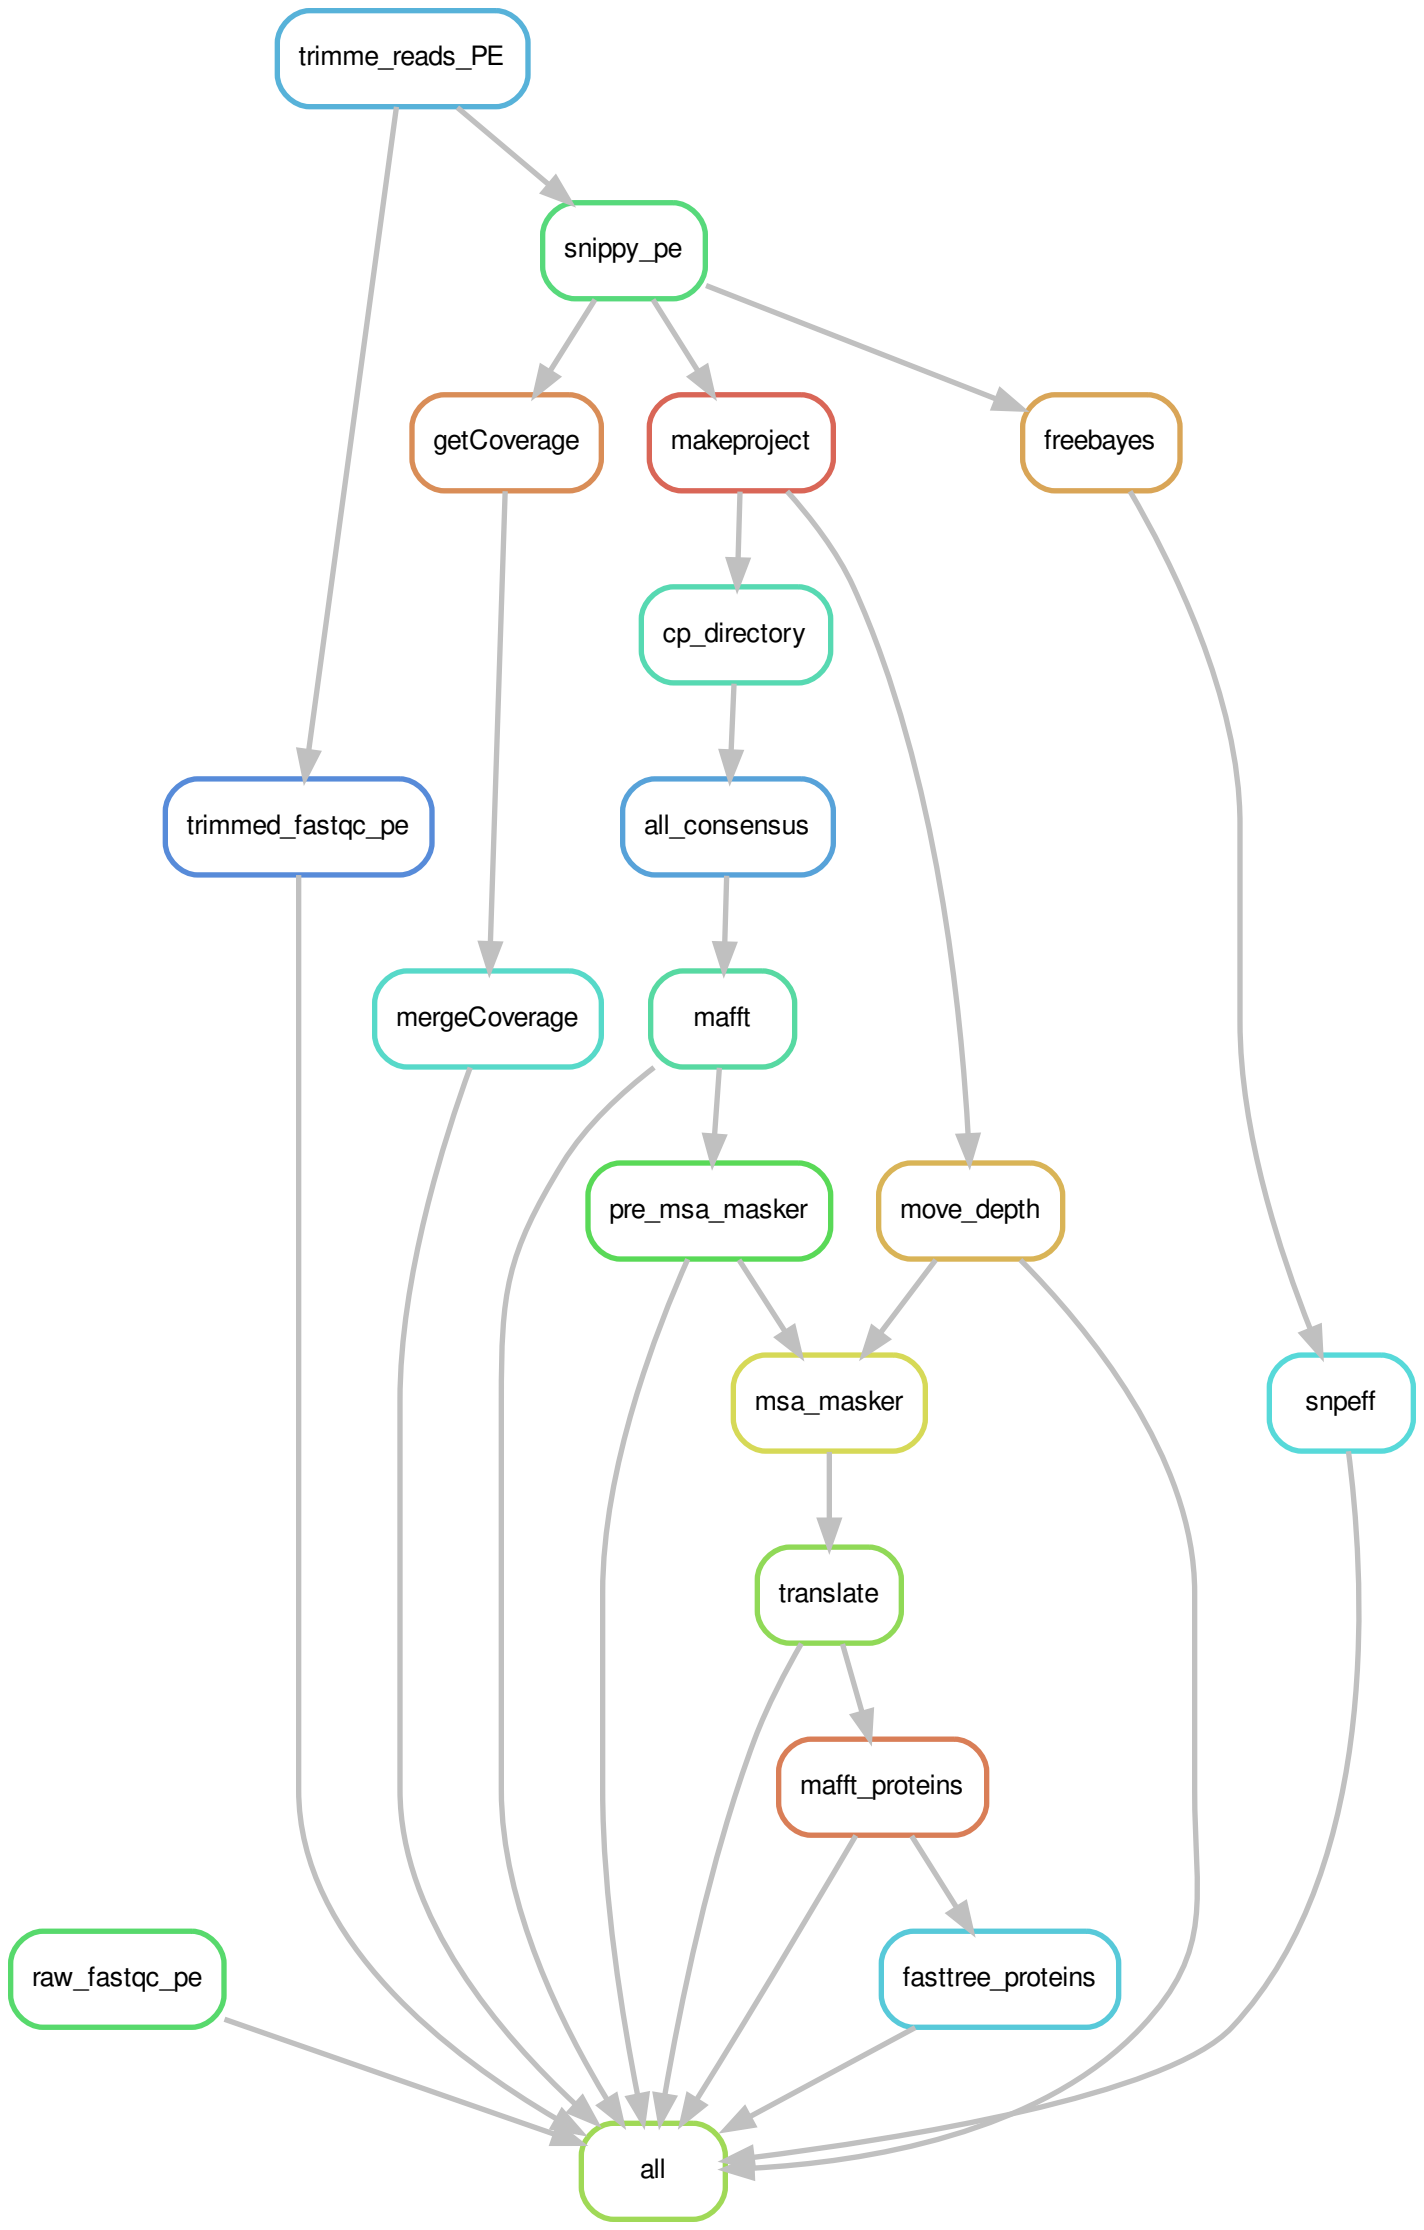 trimme_reads_PE
snippy_pe
getCoverage
makeproject
freebayes
cp_directory
trimmed_fastqc_pe
all_consensus
mergeCoverage
mafft
pre_msa_masker
move_depth
msa_masker
snpeff
translate
mafft_proteins
raw_fastqc_pe
fasttree_proteins
all